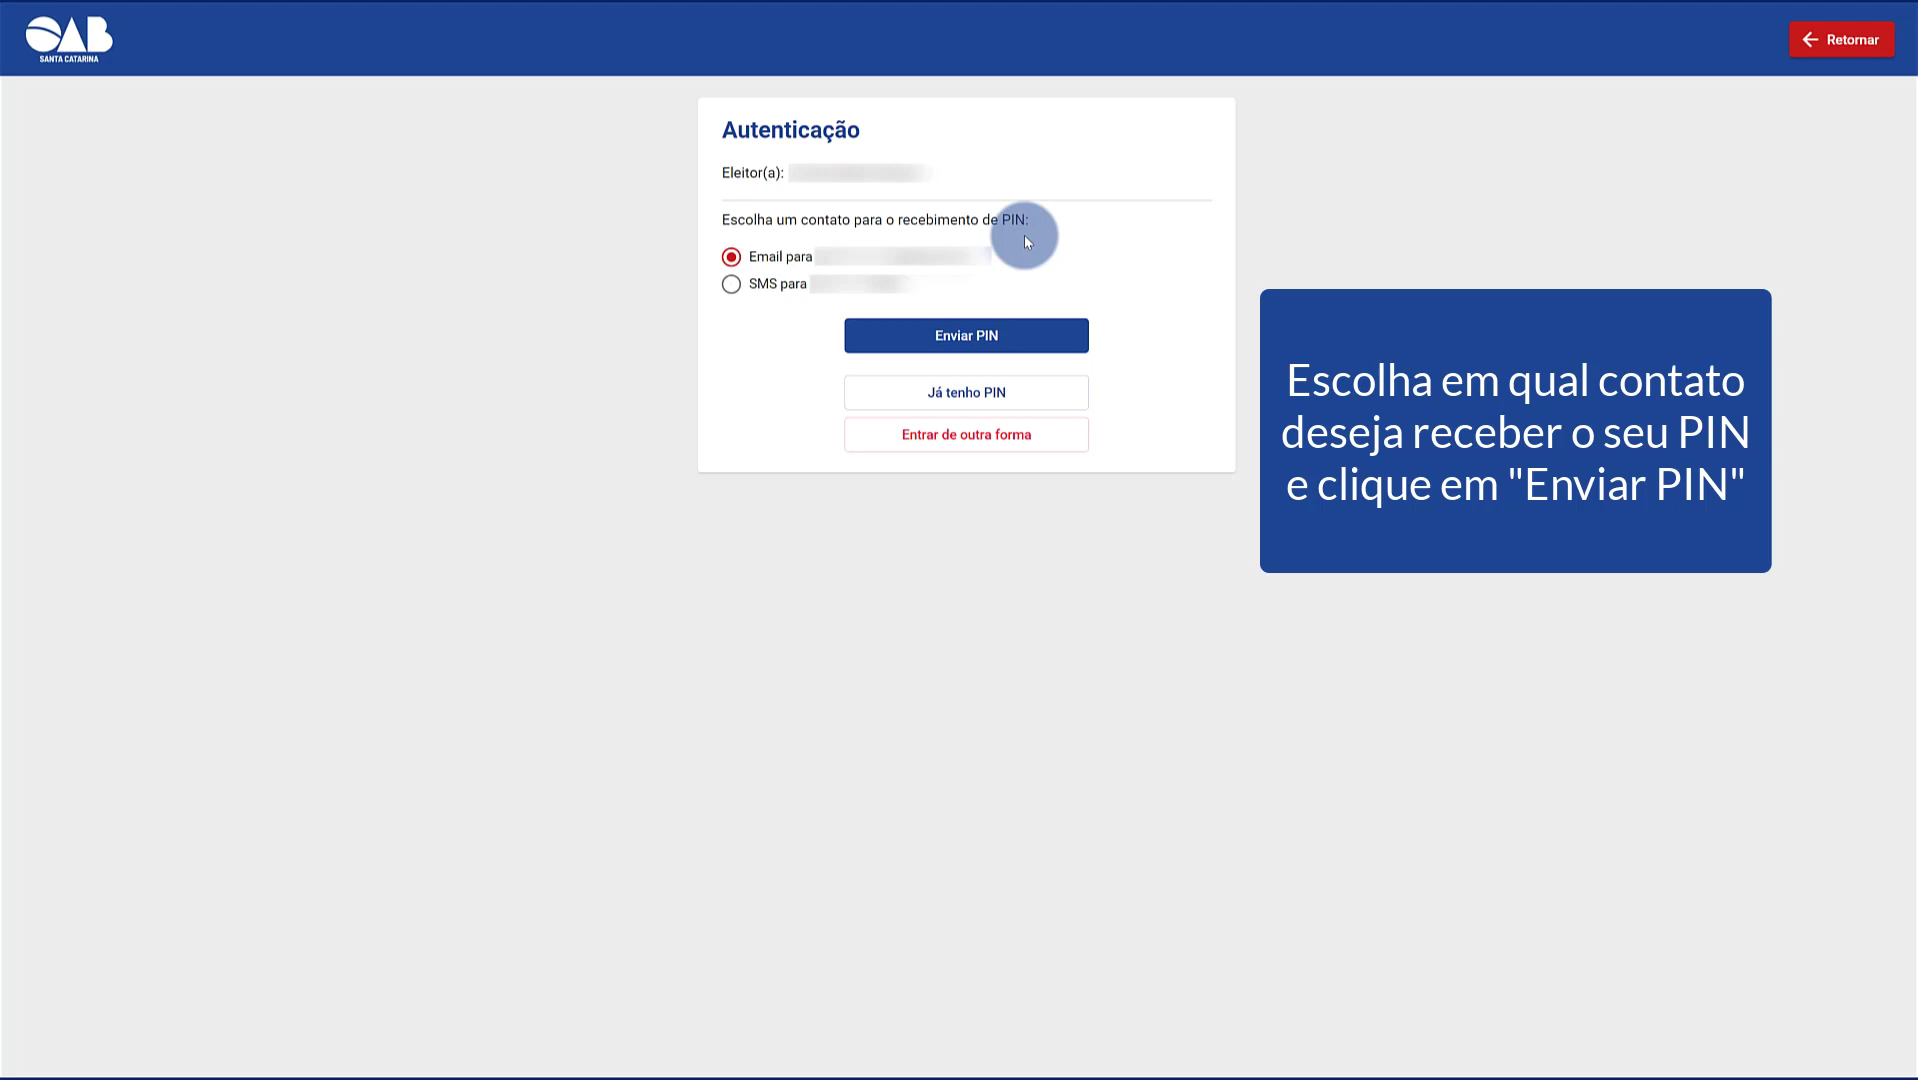 OAB
SANTA CATARINA
Retornar
Autenticação
Eleitor(a):
Escolha um contato para o recebimento de PIN:
Email para
SMS para
Enviar PIN
Já tenho PIN
Entrar de outra forma
Escolha em qual contato
deseja receber o seu PIN
e clique em "Enviar PIN"